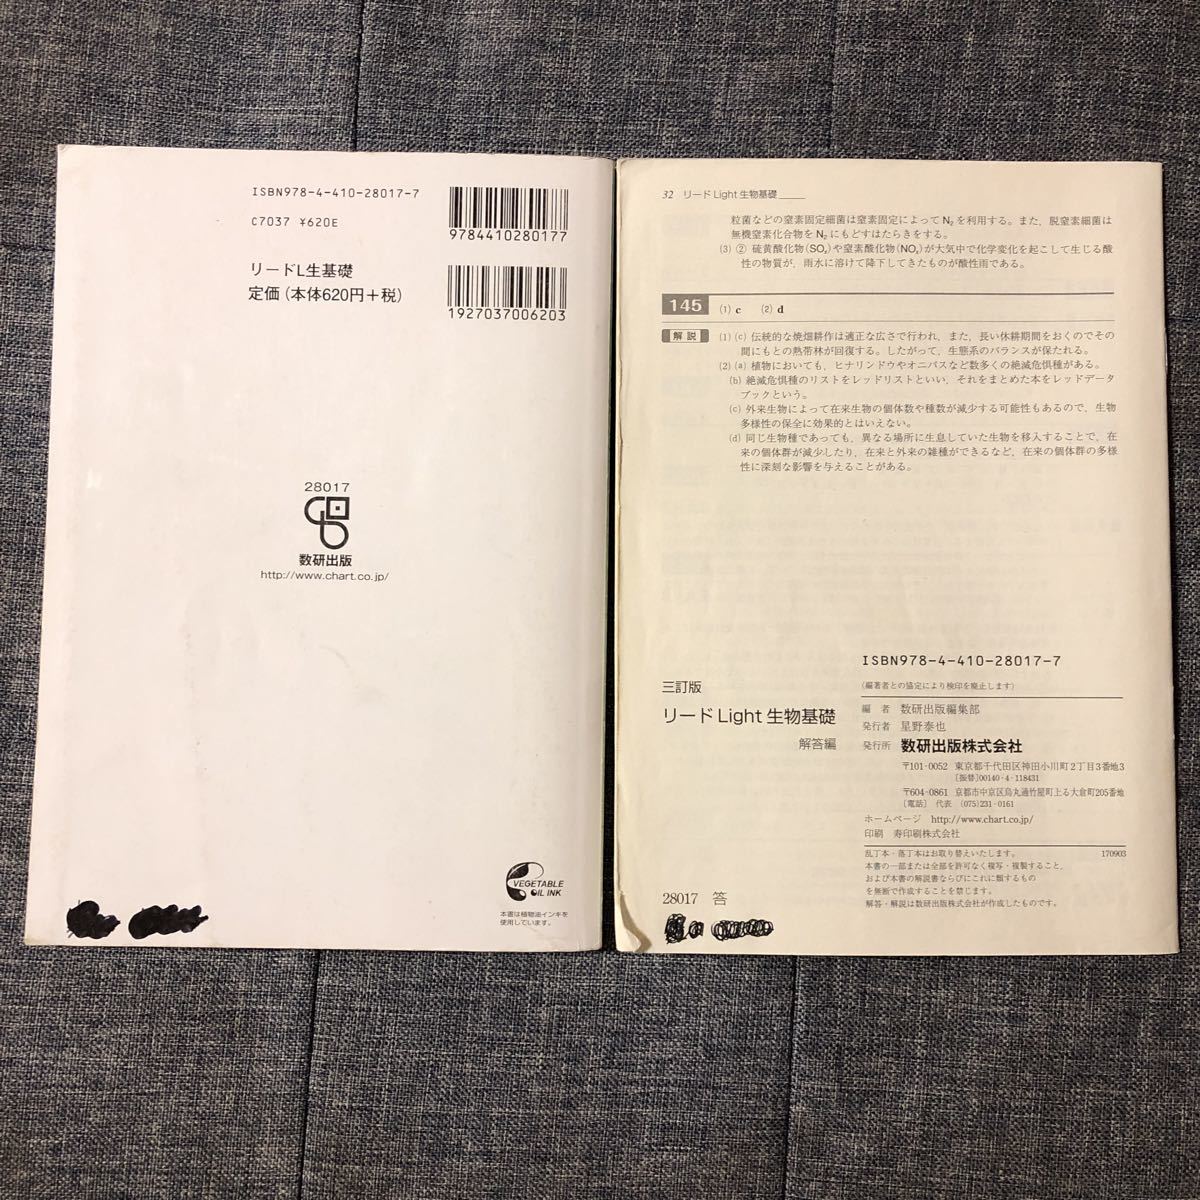 ISBN978-4-410-28017-7
C7037 ¥620E
9784410280177
リードL生基礎
定価(本体620円+税)
1927037006203
28017
数研出版
http://www.chart.co.jp/
VEGETABLE
OIL INK
本書は植物油インキを
使用しています。
32 リード Light 生物基礎
粒菌などの窒素固定細菌は窒素固定によって N₂ を利用する。また,脱窒素細菌は
無機窒素化合物を N₂ にもどすはたらきをする。
(3) ② 硫黄酸化物(SOₓ)や窒素酸化物(NOₓ)が大気中で化学変化を起こして生じる酸
性の物質が,雨水に溶けて降下してきたものが酸性雨である。
145 (1) c (2) d
解説 (1) (c) 伝統的な焼畑耕作は適正な広さで行われ,また,長い休耕期間をおくのでその
間にもとの熱帯林が回復する。したがって,生態系のバランスが保たれる。
(2) (a) 植物においても,ヒナリンドウやオニバスなど数多くの絶滅危惧種がある。
(b) 絶滅危惧種のリストをレッドリストといい,それをまとめた本をレッドデータ
ブックという。
(c) 外来生物によって在来生物の個体数や種数が減少する可能性もあるので,生物
多様性の保全に効果的とはいえない。
(d) 同じ生物種であっても,異なる場所に生息していた生物を移入することで,在
来の個体群が減少したり,在来と外来の雑種ができるなど,在来の個体群の多様
性に深刻な影響を与えることがある。
ISBN978-4-410-28017-7
三訂版
リード Light 生物基礎
解答編
(編著者との協定により検印を廃止します)
編 者 数研出版編集部
発行者 星野泰也
発行所 数研出版株式会社
〒101-0052 東京都千代田区神田小川町2丁目3番地3
[振替]00140-4-118431
〒604-0861 京都市中京区烏丸通竹屋町上る大倉町205番地
[電話] 代表 (075)231-0161
ホームページ http://www.chart.co.jp/
印刷 寿印刷株式会社
乱丁本・落丁本はお取り替えいたします。 170903
本書の一部または全部を許可なく複写・複製すること,
および本書の解説書ならびにこれに類するもの
を無断で作成することを禁じます。
解答・解説は数研出版株式会社が作成したものです。
28017 答